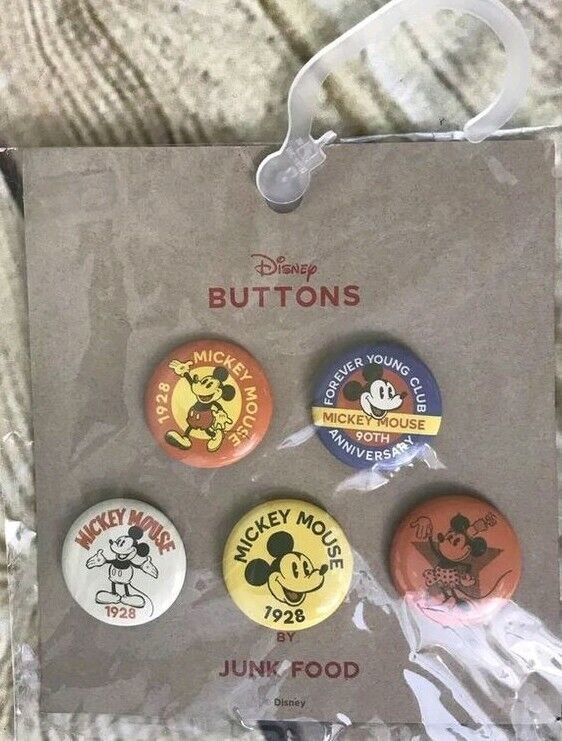 Disney
BUTTONS
1928 MICKEY MOUSE
FOREVER YOUNG CLUB
MICKEY MOUSE
90TH
ANNIVERSARY
MICKEY MOUSE
1928
MICKEY MOUSE
1928
BY
JUNK FOOD
© Disney